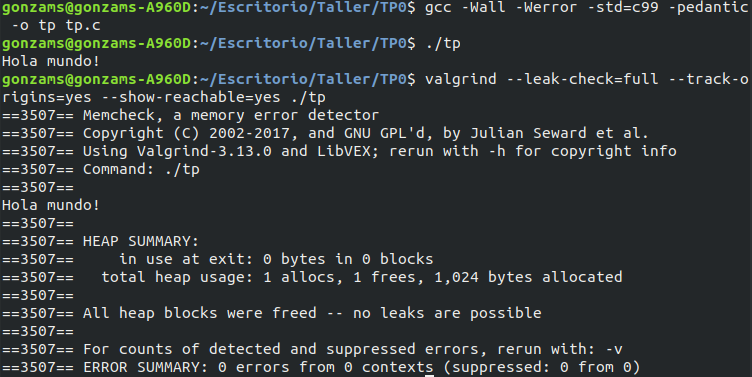 gonzams@gonzams-A960D:~/Escritorio/Taller/TP0$ gcc -Wall -Werror -std=c99 -pedantic
 -o tp tp.c
gonzams@gonzams-A960D:~/Escritorio/Taller/TP0$ ./tp
Hola mundo!
gonzams@gonzams-A960D:~/Escritorio/Taller/TP0$ valgrind --leak-check=full --track-o
rigins=yes --show-reachable=yes ./tp
==3507== Memcheck, a memory error detector
==3507== Copyright (C) 2002-2017, and GNU GPL'd, by Julian Seward et al.
==3507== Using Valgrind-3.13.0 and LibVEX; rerun with -h for copyright info
==3507== Command: ./tp
==3507==
Hola mundo!
==3507==
==3507== HEAP SUMMARY:
==3507==     in use at exit: 0 bytes in 0 blocks
==3507==   total heap usage: 1 allocs, 1 frees, 1,024 bytes allocated
==3507==
==3507== All heap blocks were freed -- no leaks are possible
==3507==
==3507== For counts of detected and suppressed errors, rerun with: -v
==3507== ERROR SUMMARY: 0 errors from 0 contexts (suppressed: 0 from 0)